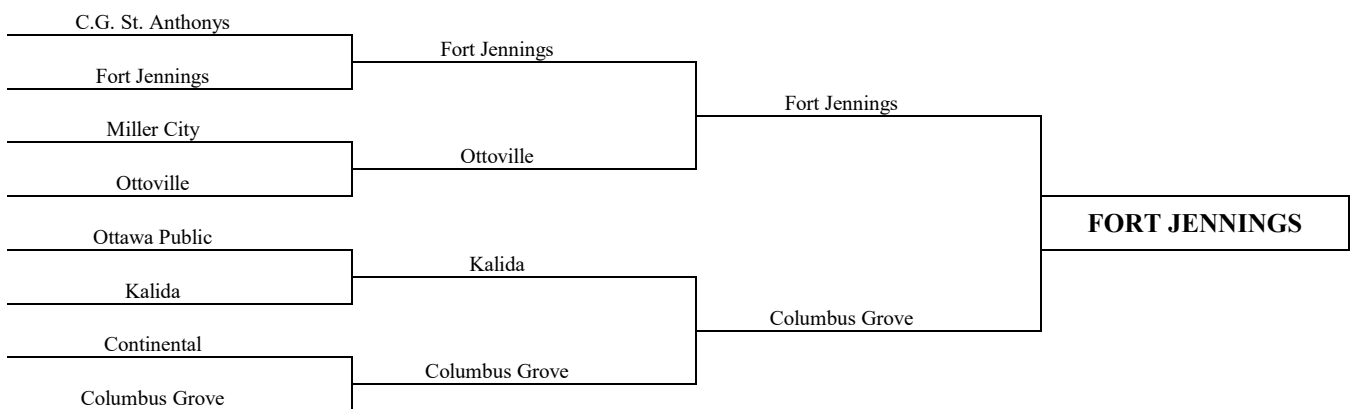 C.G. St. Anthonys
Fort Jennings
Fort Jennings
Fort Jennings
Miller City
Ottoville
Ottoville
FORT JENNINGS
Ottawa Public
Kalida
Kalida
Columbus Grove
Continental
Columbus Grove
Columbus Grove